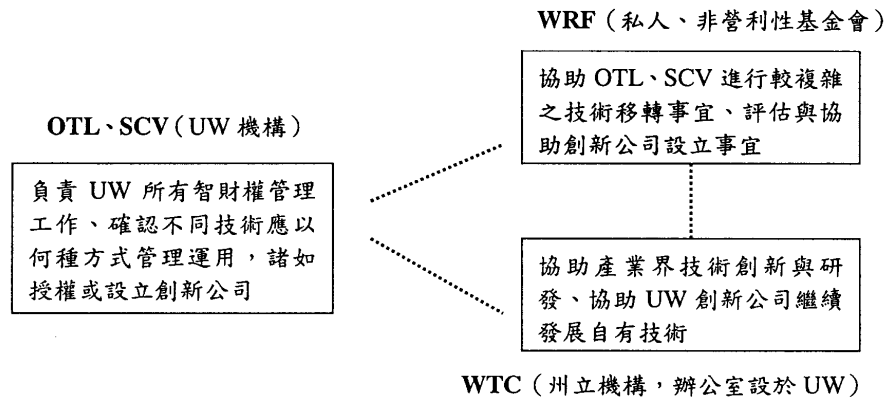 WRF（私人、非營利性基金會）
協助 OTL、SCV 進行較複雜
之技術移轉事宜、評估與協
助創新公司設立事宜
OTL、SCV（UW 機構）
負責 UW 所有智財權管理
工作、確認不同技術應以
何種方式管理運用，諸如
授權或設立創新公司
協助產業界技術創新與研
發、協助 UW 創新公司繼續
發展自有技術
WTC（州立機構，辦公室設於 UW）